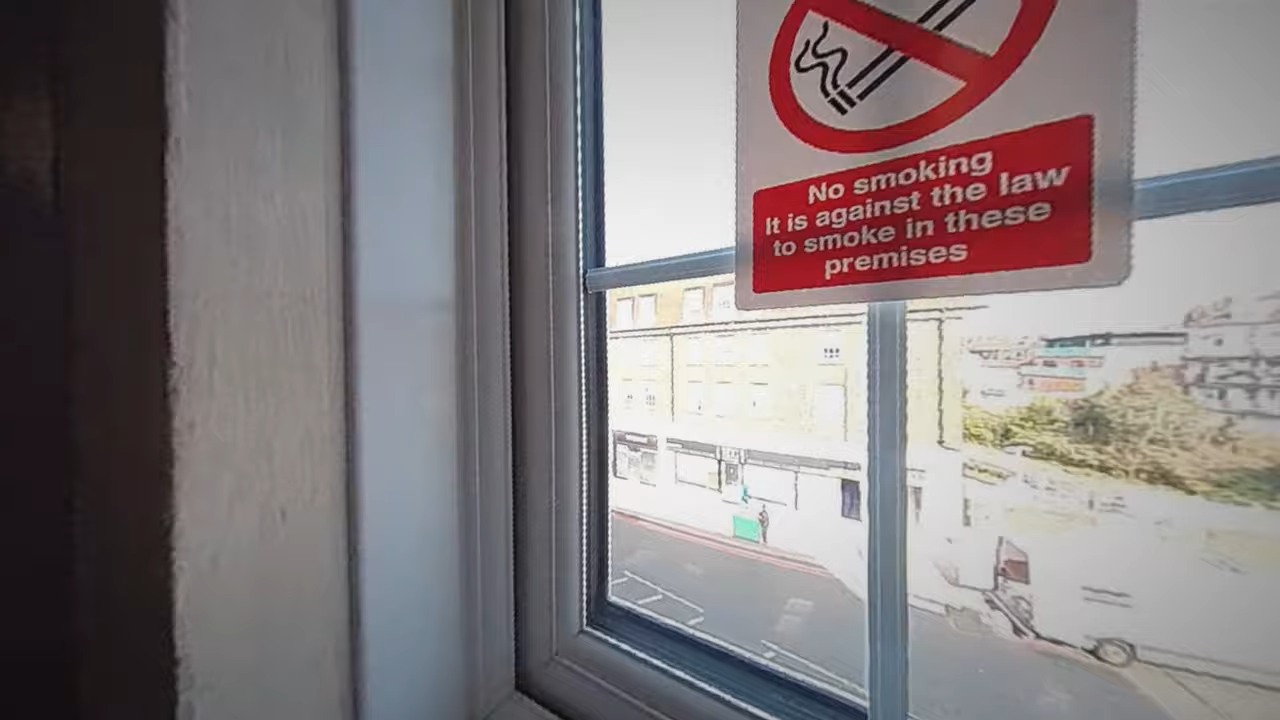 No smoking
It is against the law
to smoke in these
premises